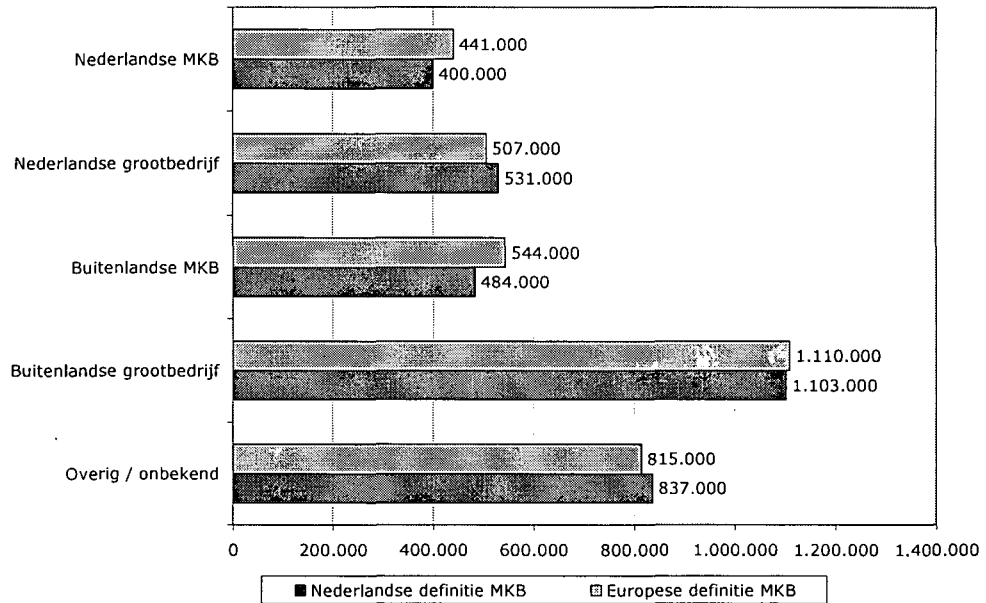 Nederlandse MKB
441.000
400.000
Nederlandse grootbedrijf
507.000
531.000
Buitenlandse MKB
544.000
484.000
Buitenlandse grootbedrijf
1.110.000
1.103.000
Overig / onbekend
815.000
837.000
0 200.000 400.000 600.000 800.000 1.000.000 1.200.000 1.400.000
Nederlandse definitie MKB Europese definitie MKB